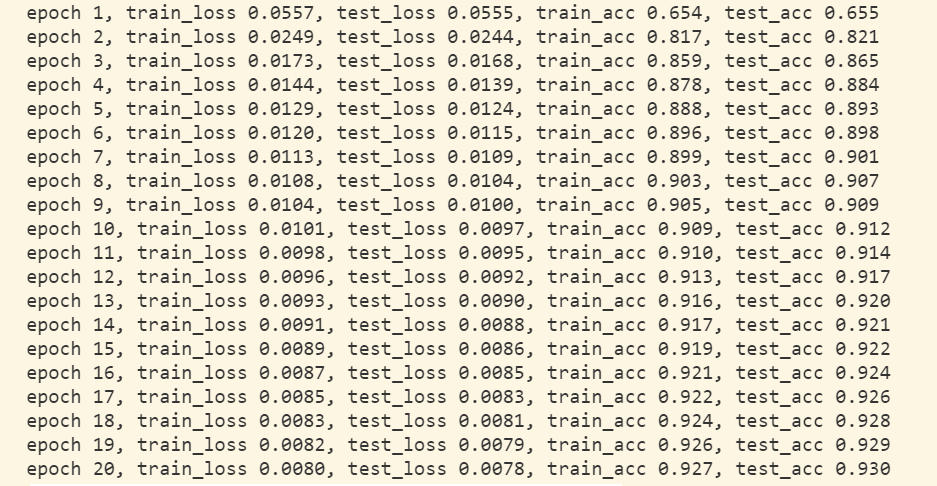 epoch 1, train_loss 0.0557, test_loss 0.0555, train_acc 0.654, test_acc 0.655
epoch 2, train_loss 0.0249, test_loss 0.0244, train_acc 0.817, test_acc 0.821
epoch 3, train_loss 0.0173, test_loss 0.0168, train_acc 0.859, test_acc 0.865
epoch 4, train_loss 0.0144, test_loss 0.0139, train_acc 0.878, test_acc 0.884
epoch 5, train_loss 0.0129, test_loss 0.0124, train_acc 0.888, test_acc 0.893
epoch 6, train_loss 0.0120, test_loss 0.0115, train_acc 0.896, test_acc 0.898
epoch 7, train_loss 0.0113, test_loss 0.0109, train_acc 0.899, test_acc 0.901
epoch 8, train_loss 0.0108, test_loss 0.0104, train_acc 0.903, test_acc 0.907
epoch 9, train_loss 0.0104, test_loss 0.0100, train_acc 0.905, test_acc 0.909
epoch 10, train_loss 0.0101, test_loss 0.0097, train_acc 0.909, test_acc 0.912
epoch 11, train_loss 0.0098, test_loss 0.0095, train_acc 0.910, test_acc 0.914
epoch 12, train_loss 0.0096, test_loss 0.0092, train_acc 0.913, test_acc 0.917
epoch 13, train_loss 0.0093, test_loss 0.0090, train_acc 0.916, test_acc 0.920
epoch 14, train_loss 0.0091, test_loss 0.0088, train_acc 0.917, test_acc 0.921
epoch 15, train_loss 0.0089, test_loss 0.0086, train_acc 0.919, test_acc 0.922
epoch 16, train_loss 0.0087, test_loss 0.0085, train_acc 0.921, test_acc 0.924
epoch 17, train_loss 0.0085, test_loss 0.0083, train_acc 0.922, test_acc 0.926
epoch 18, train_loss 0.0083, test_loss 0.0081, train_acc 0.924, test_acc 0.928
epoch 19, train_loss 0.0082, test_loss 0.0079, train_acc 0.926, test_acc 0.929
epoch 20, train_loss 0.0080, test_loss 0.0078, train_acc 0.927, test_acc 0.930